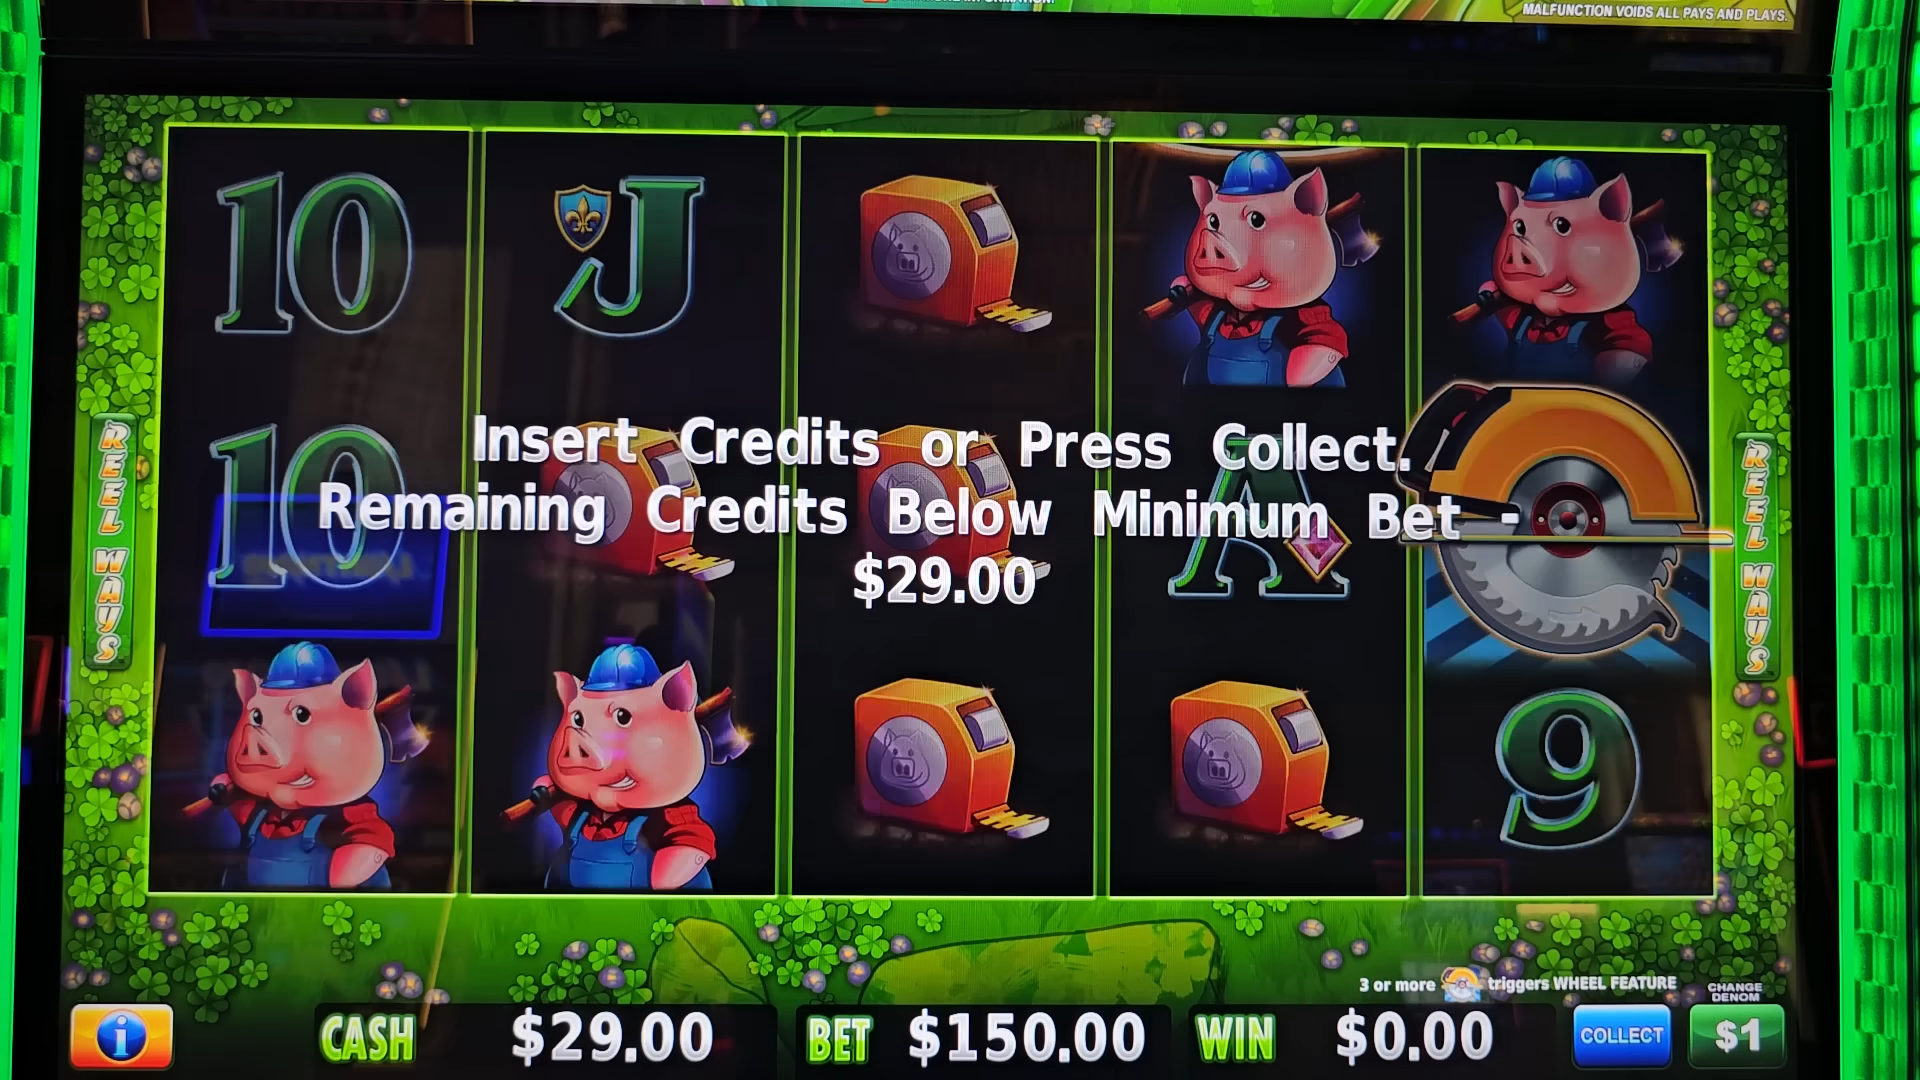 MALFUNCTION VOIDS ALL PAYS AND PLAYS.
10
J
10
Insert Credits or Press Collect.
Remaining Credits Below Minimum Bet -
$29.00
A
REEL WAYS
REEL WAYS
9
3 or more triggers WHEEL FEATURE
CHANGE
DENOM
i
CASH $29.00 BET $150.00 WIN $0.00 COLLECT $1